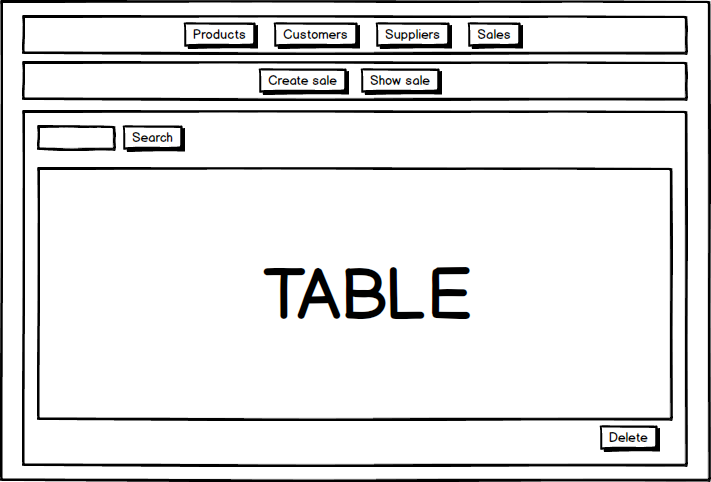 Products Customers Suppliers Sales
Create sale Show sale
Search
TABLE
Delete